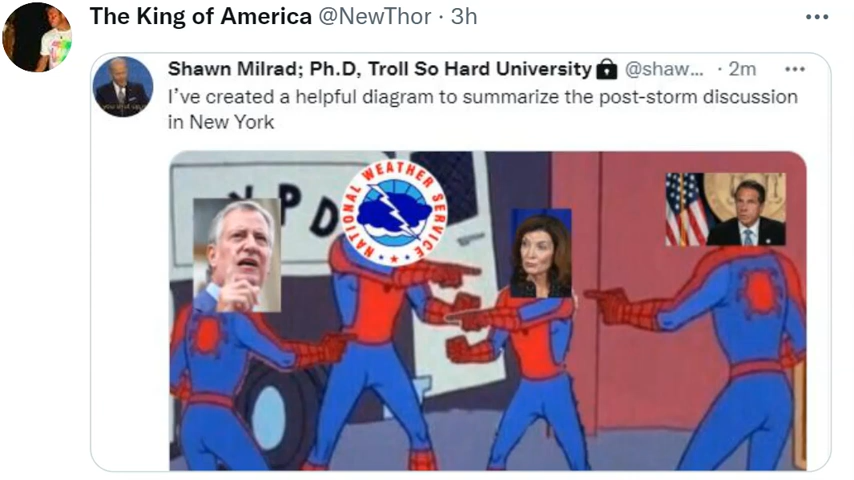 The King of America @NewThor · 3h
Shawn Milrad; Ph.D, Troll So Hard University @shaw... · 2m
I've created a helpful diagram to summarize the post-storm discussion
in New York
NATIONAL WEATHER SERVICE
PD